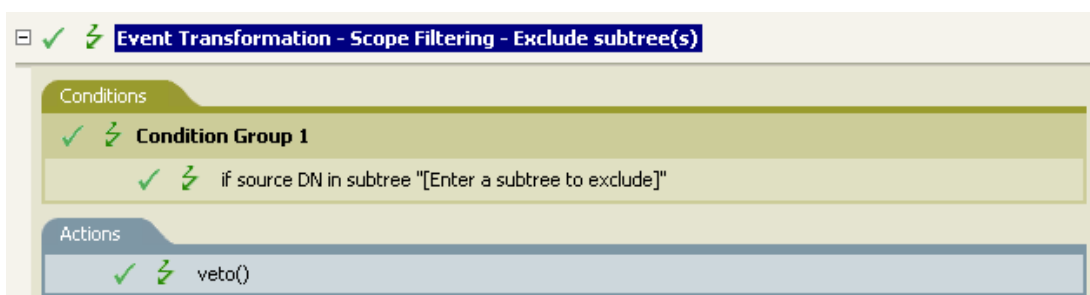 Event Transformation - Scope Filtering - Exclude subtree(s)
Conditions
Condition Group 1
if source DN in subtree "[Enter a subtree to exclude]"
Actions
veto()